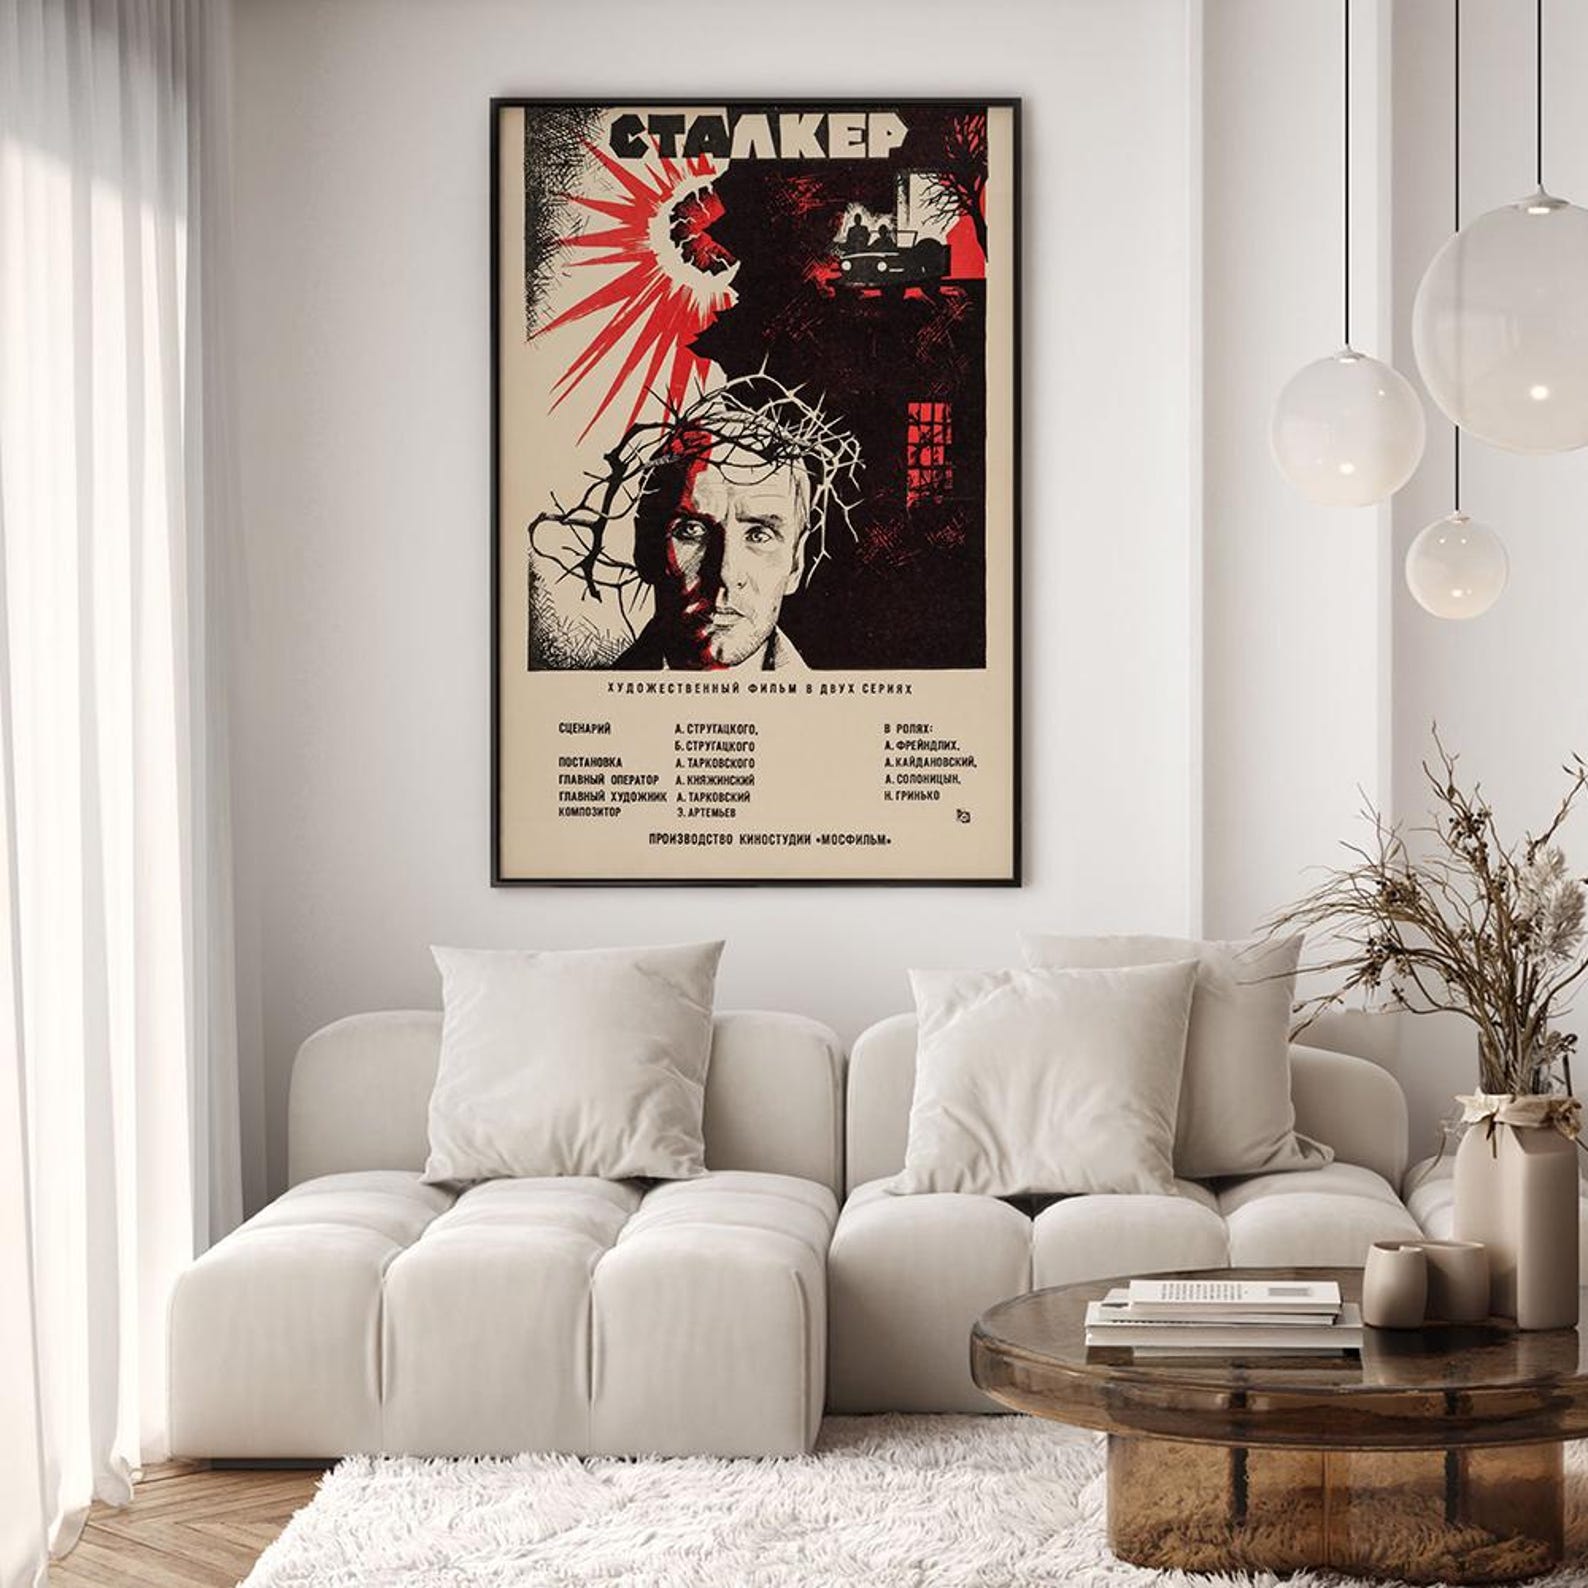 СТАЛКЕР
ХУДОЖЕСТВЕННЫЙ ФИЛЬМ В ДВУХ СЕРИЯХ
СЦЕНАРИЙ А. СТРУГАЦКОГО,
Б. СТРУГАЦКОГО
ПОСТАНОВКА А. ТАРКОВСКОГО
ГЛАВНЫЙ ОПЕРАТОР А. КНЯЖИНСКИЙ
ГЛАВНЫЙ ХУДОЖНИК А. ТАРКОВСКИЙ
КОМПОЗИТОР Э. АРТЕМЬЕВ
В РОЛЯХ:
А. ФРЕЙНДЛИХ,
А. КАЙДАНОВСКИЙ,
А. СОЛОНИЦЫН,
Н. ГРИНЬКО
ПРОИЗВОДСТВО КИНОСТУДИИ «МОСФИЛЬМ»